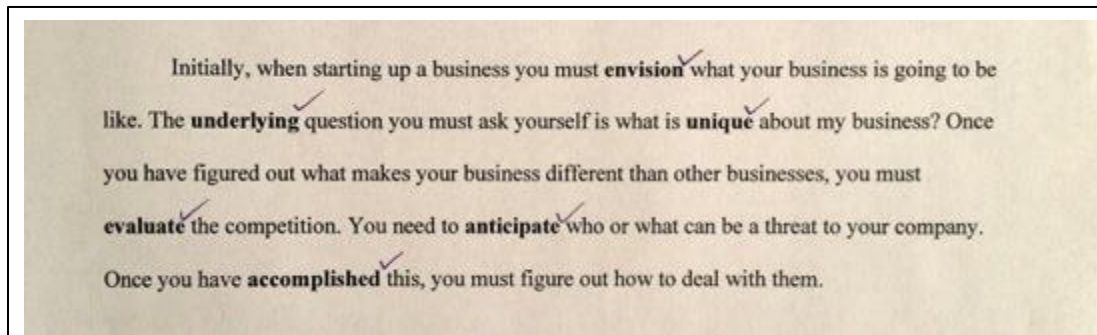 Initially, when starting up a business you must envision what your business is going to be
like. The underlying question you must ask yourself is what is unique about my business? Once
you have figured out what makes your business different than other businesses, you must
evaluate the competition. You need to anticipate who or what can be a threat to your company.
Once you have accomplished this, you must figure out how to deal with them.